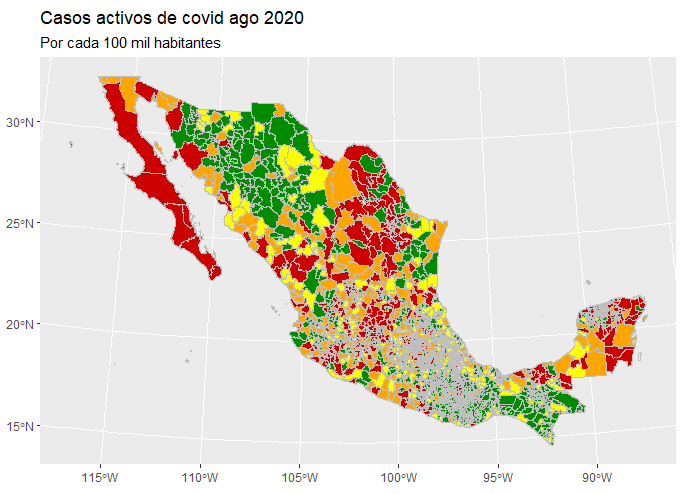 Casos activos de covid ago 2020
Por cada 100 mil habitantes
30°N
25°N
20°N
15°N
115°W
110°W
105°W
100°W
95°W
90°W